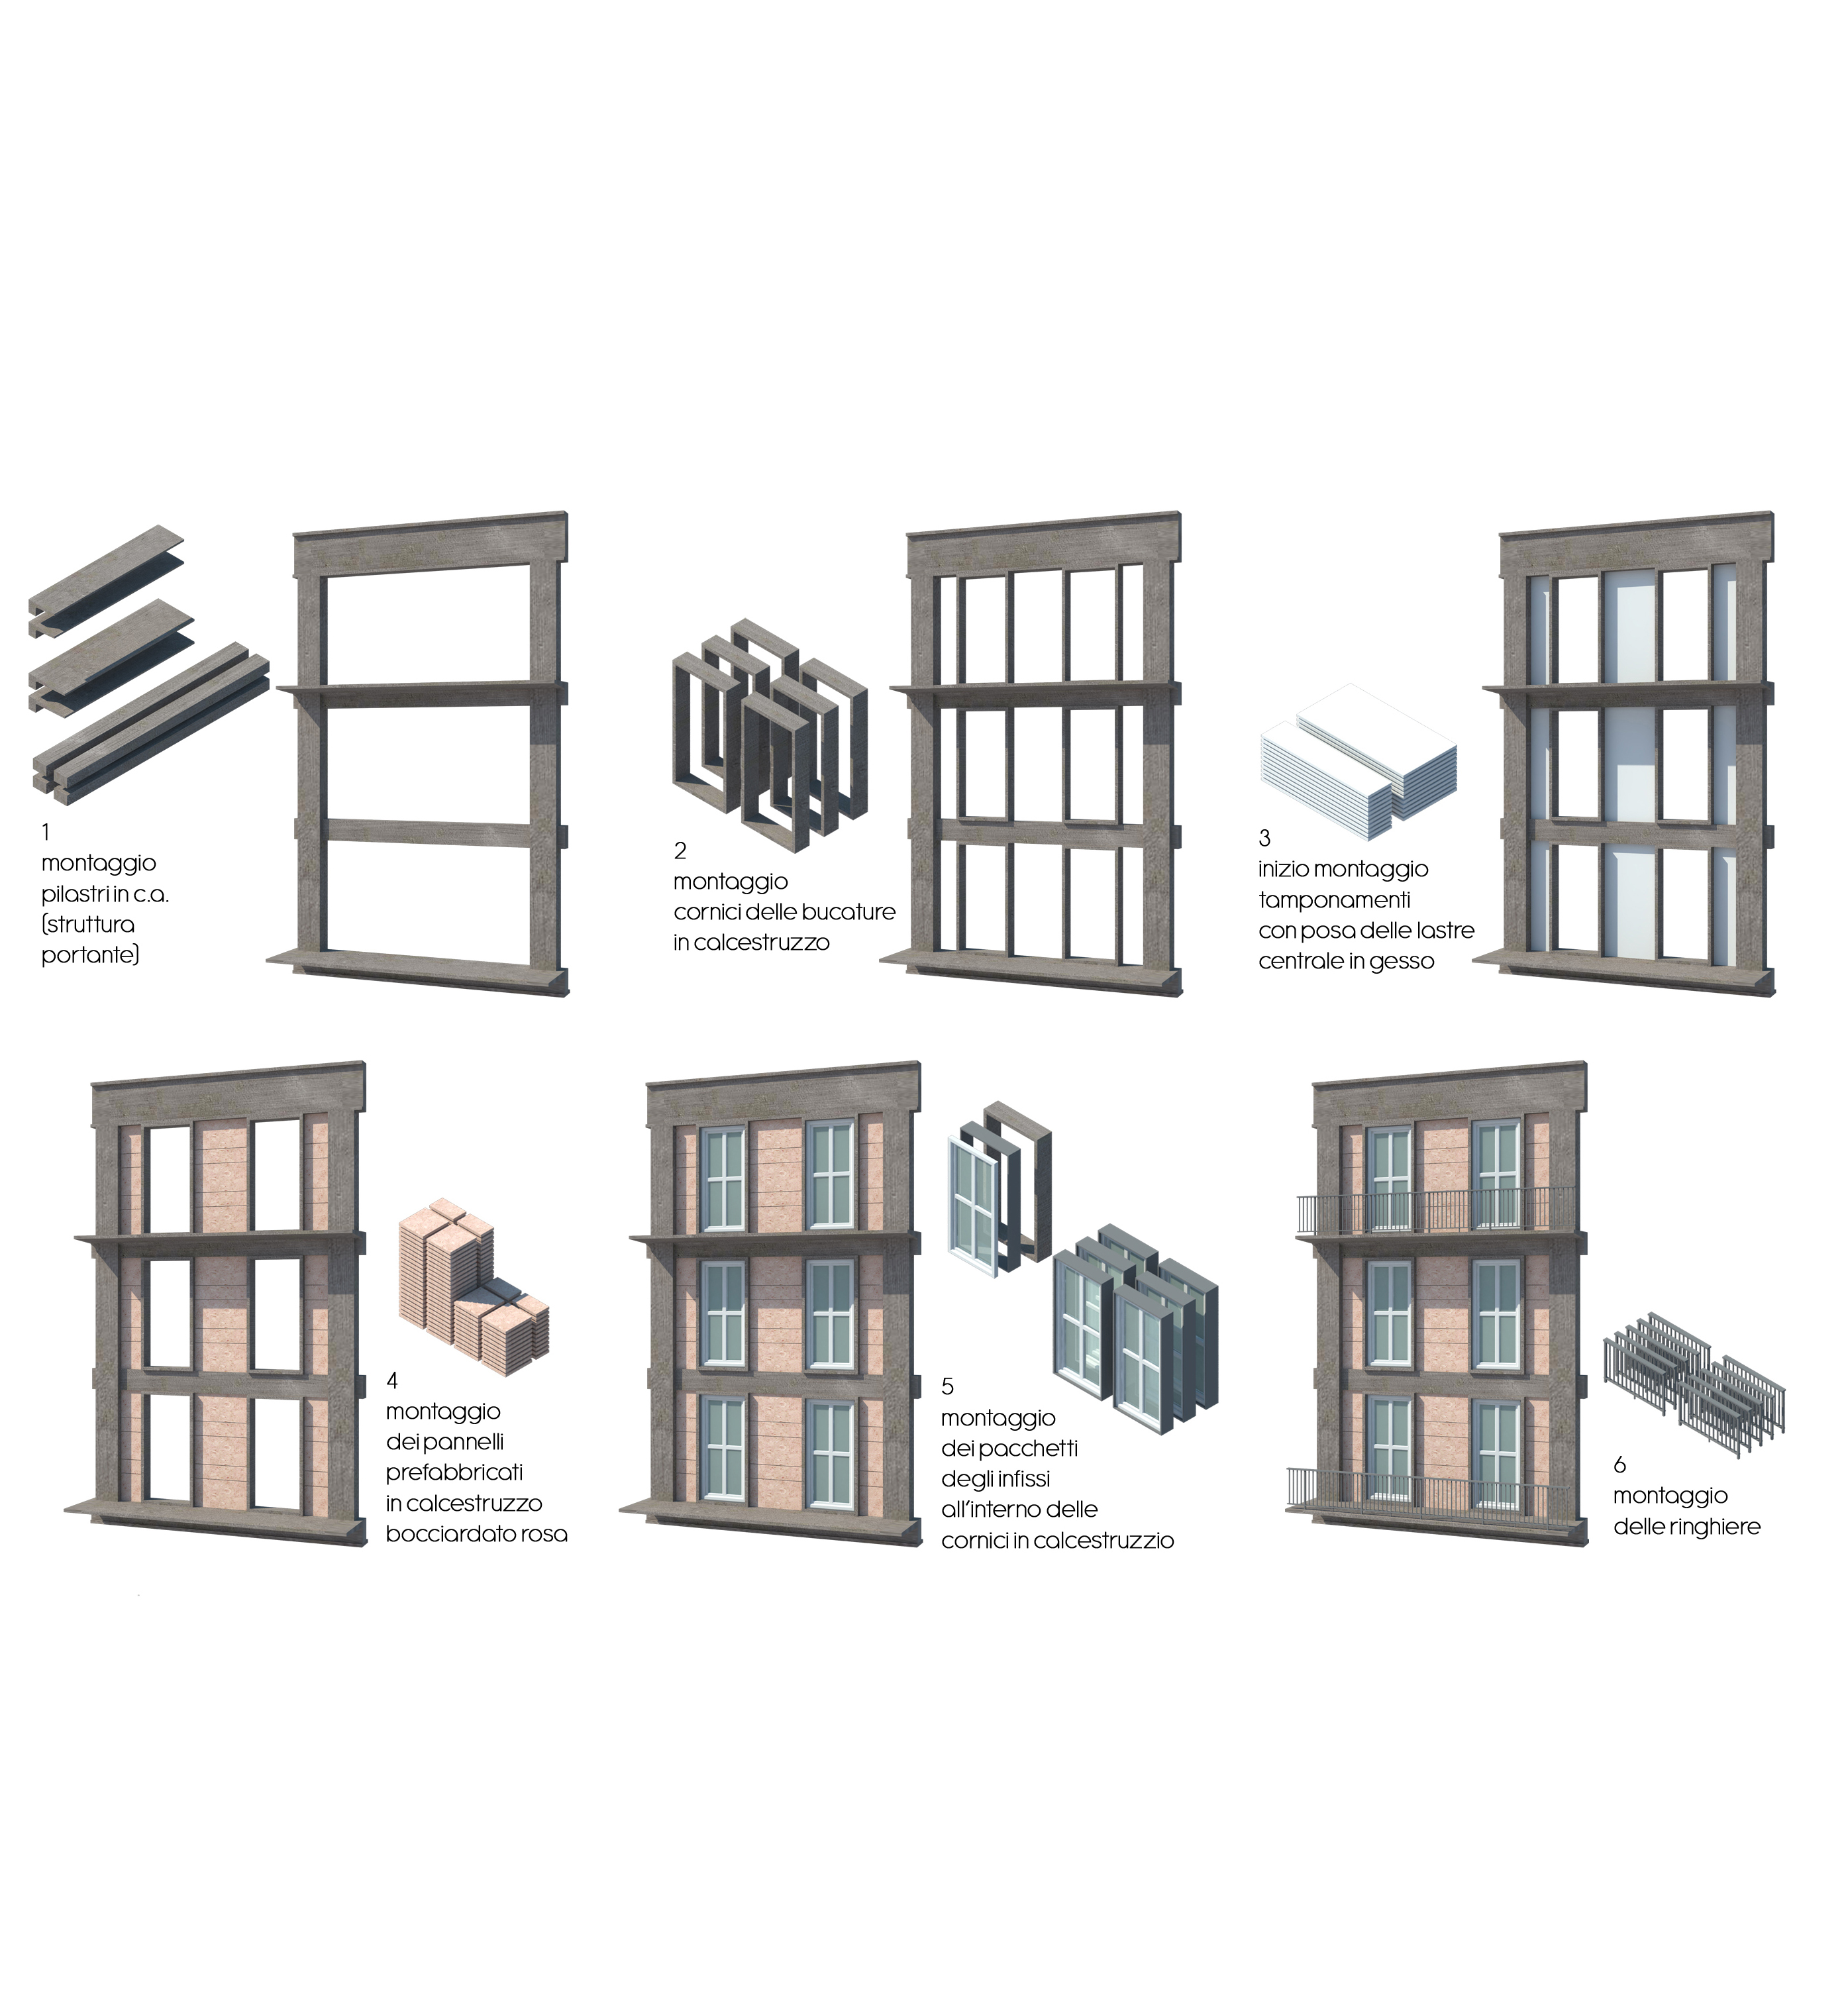 1
montaggio
pilastri in c.a.
(struttura
portante)
2
montaggio
cornici delle bucature
in calcestruzzo
3
inizio montaggio
tamponamenti
con posa delle lastre
centrale in gesso
4
montaggio
dei pannelli
prefabbricati
in calcestruzzo
bocciardato rosa
5
montaggio
dei pacchetti
degli infissi
all'interno delle
cornici in calcestruzzio
6
montaggio
delle ringhiere